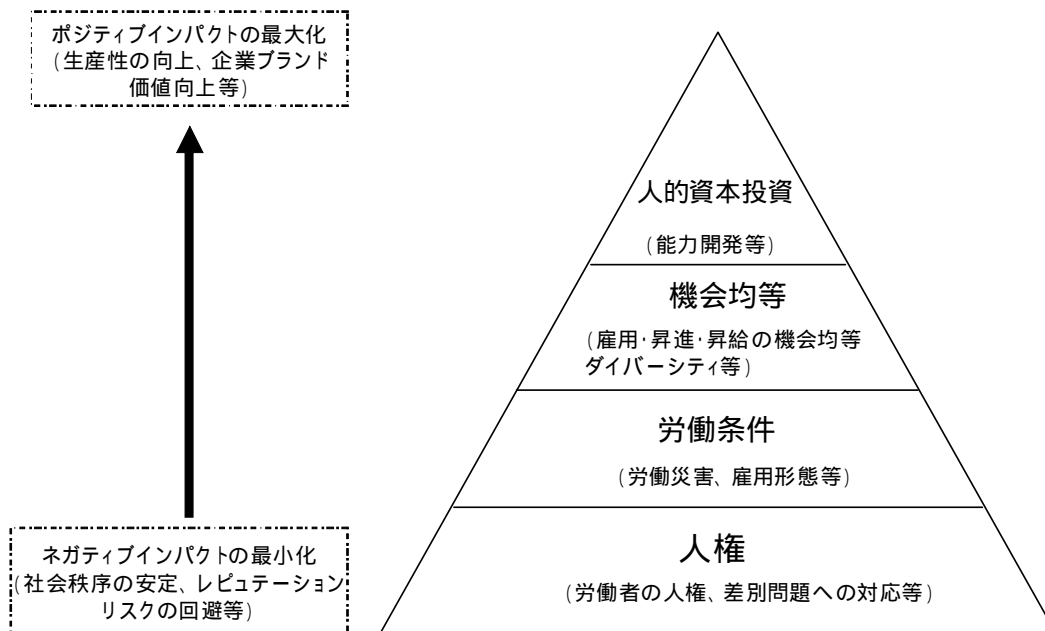 ポジティブインパクトの最大化
(生産性の向上、企業ブランド
価値向上等)
人的資本投資
(能力開発等)
機会均等
(雇用・昇進・昇給の機会均等
ダイバーシティ等)
労働条件
(労働災害、雇用形態等)
ネガティブインパクトの最小化
(社会秩序の安定、レピュテーション
リスクの回避等)
人権
(労働者の人権、差別問題への対応等)